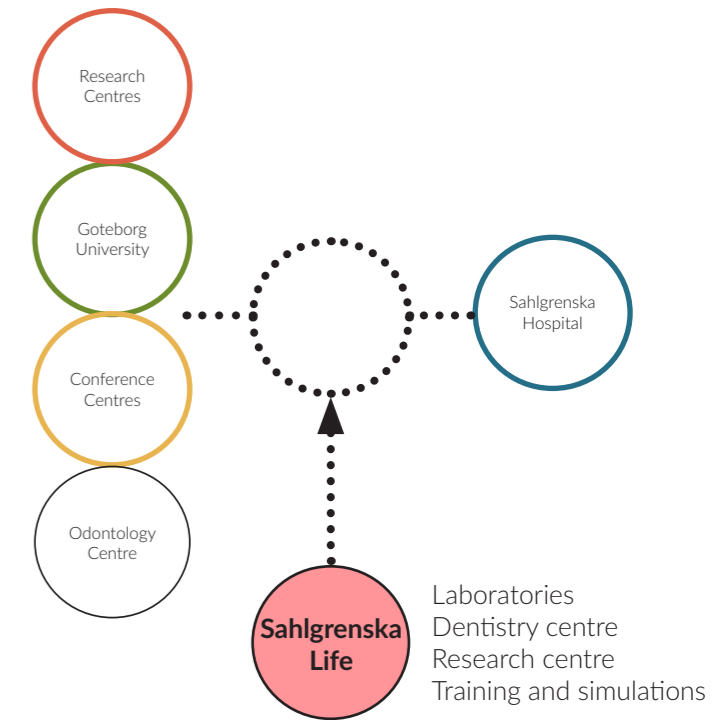 Research
Centres
Goteborg
University
Conference
Centres
Odontology
Centre
Sahlgrenska
Hospital
Sahlgrenska
Life
Laboratories
Dentistry centre
Research centre
Training and simulations